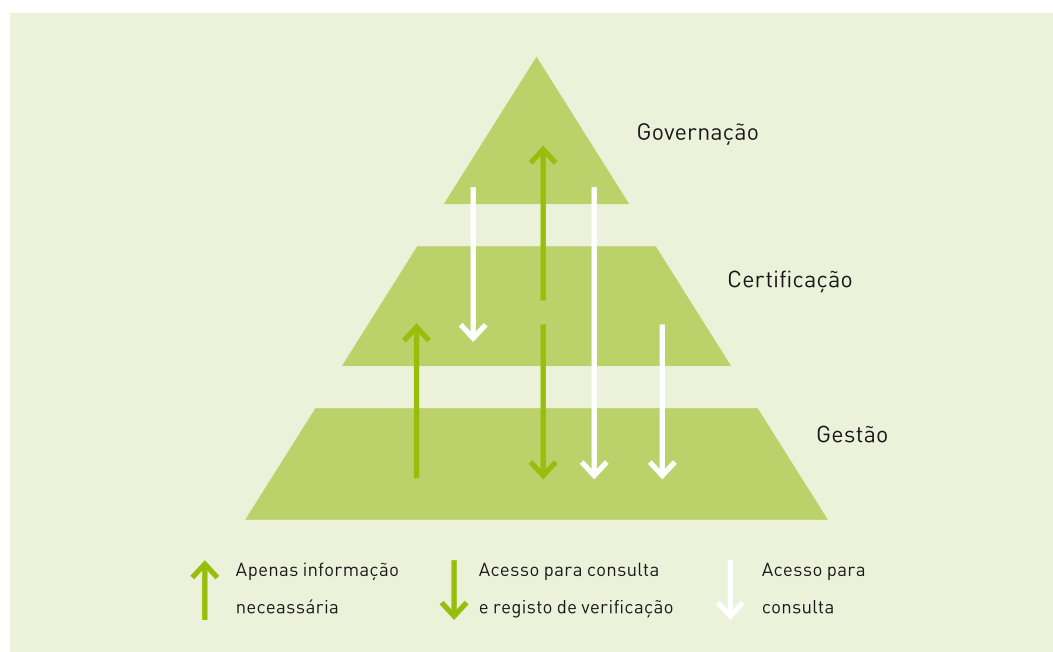 Governação
Certificação
Gestão
Apenas informação
neceassária
Acesso para consulta
e registo de verificação
Acesso para
consulta